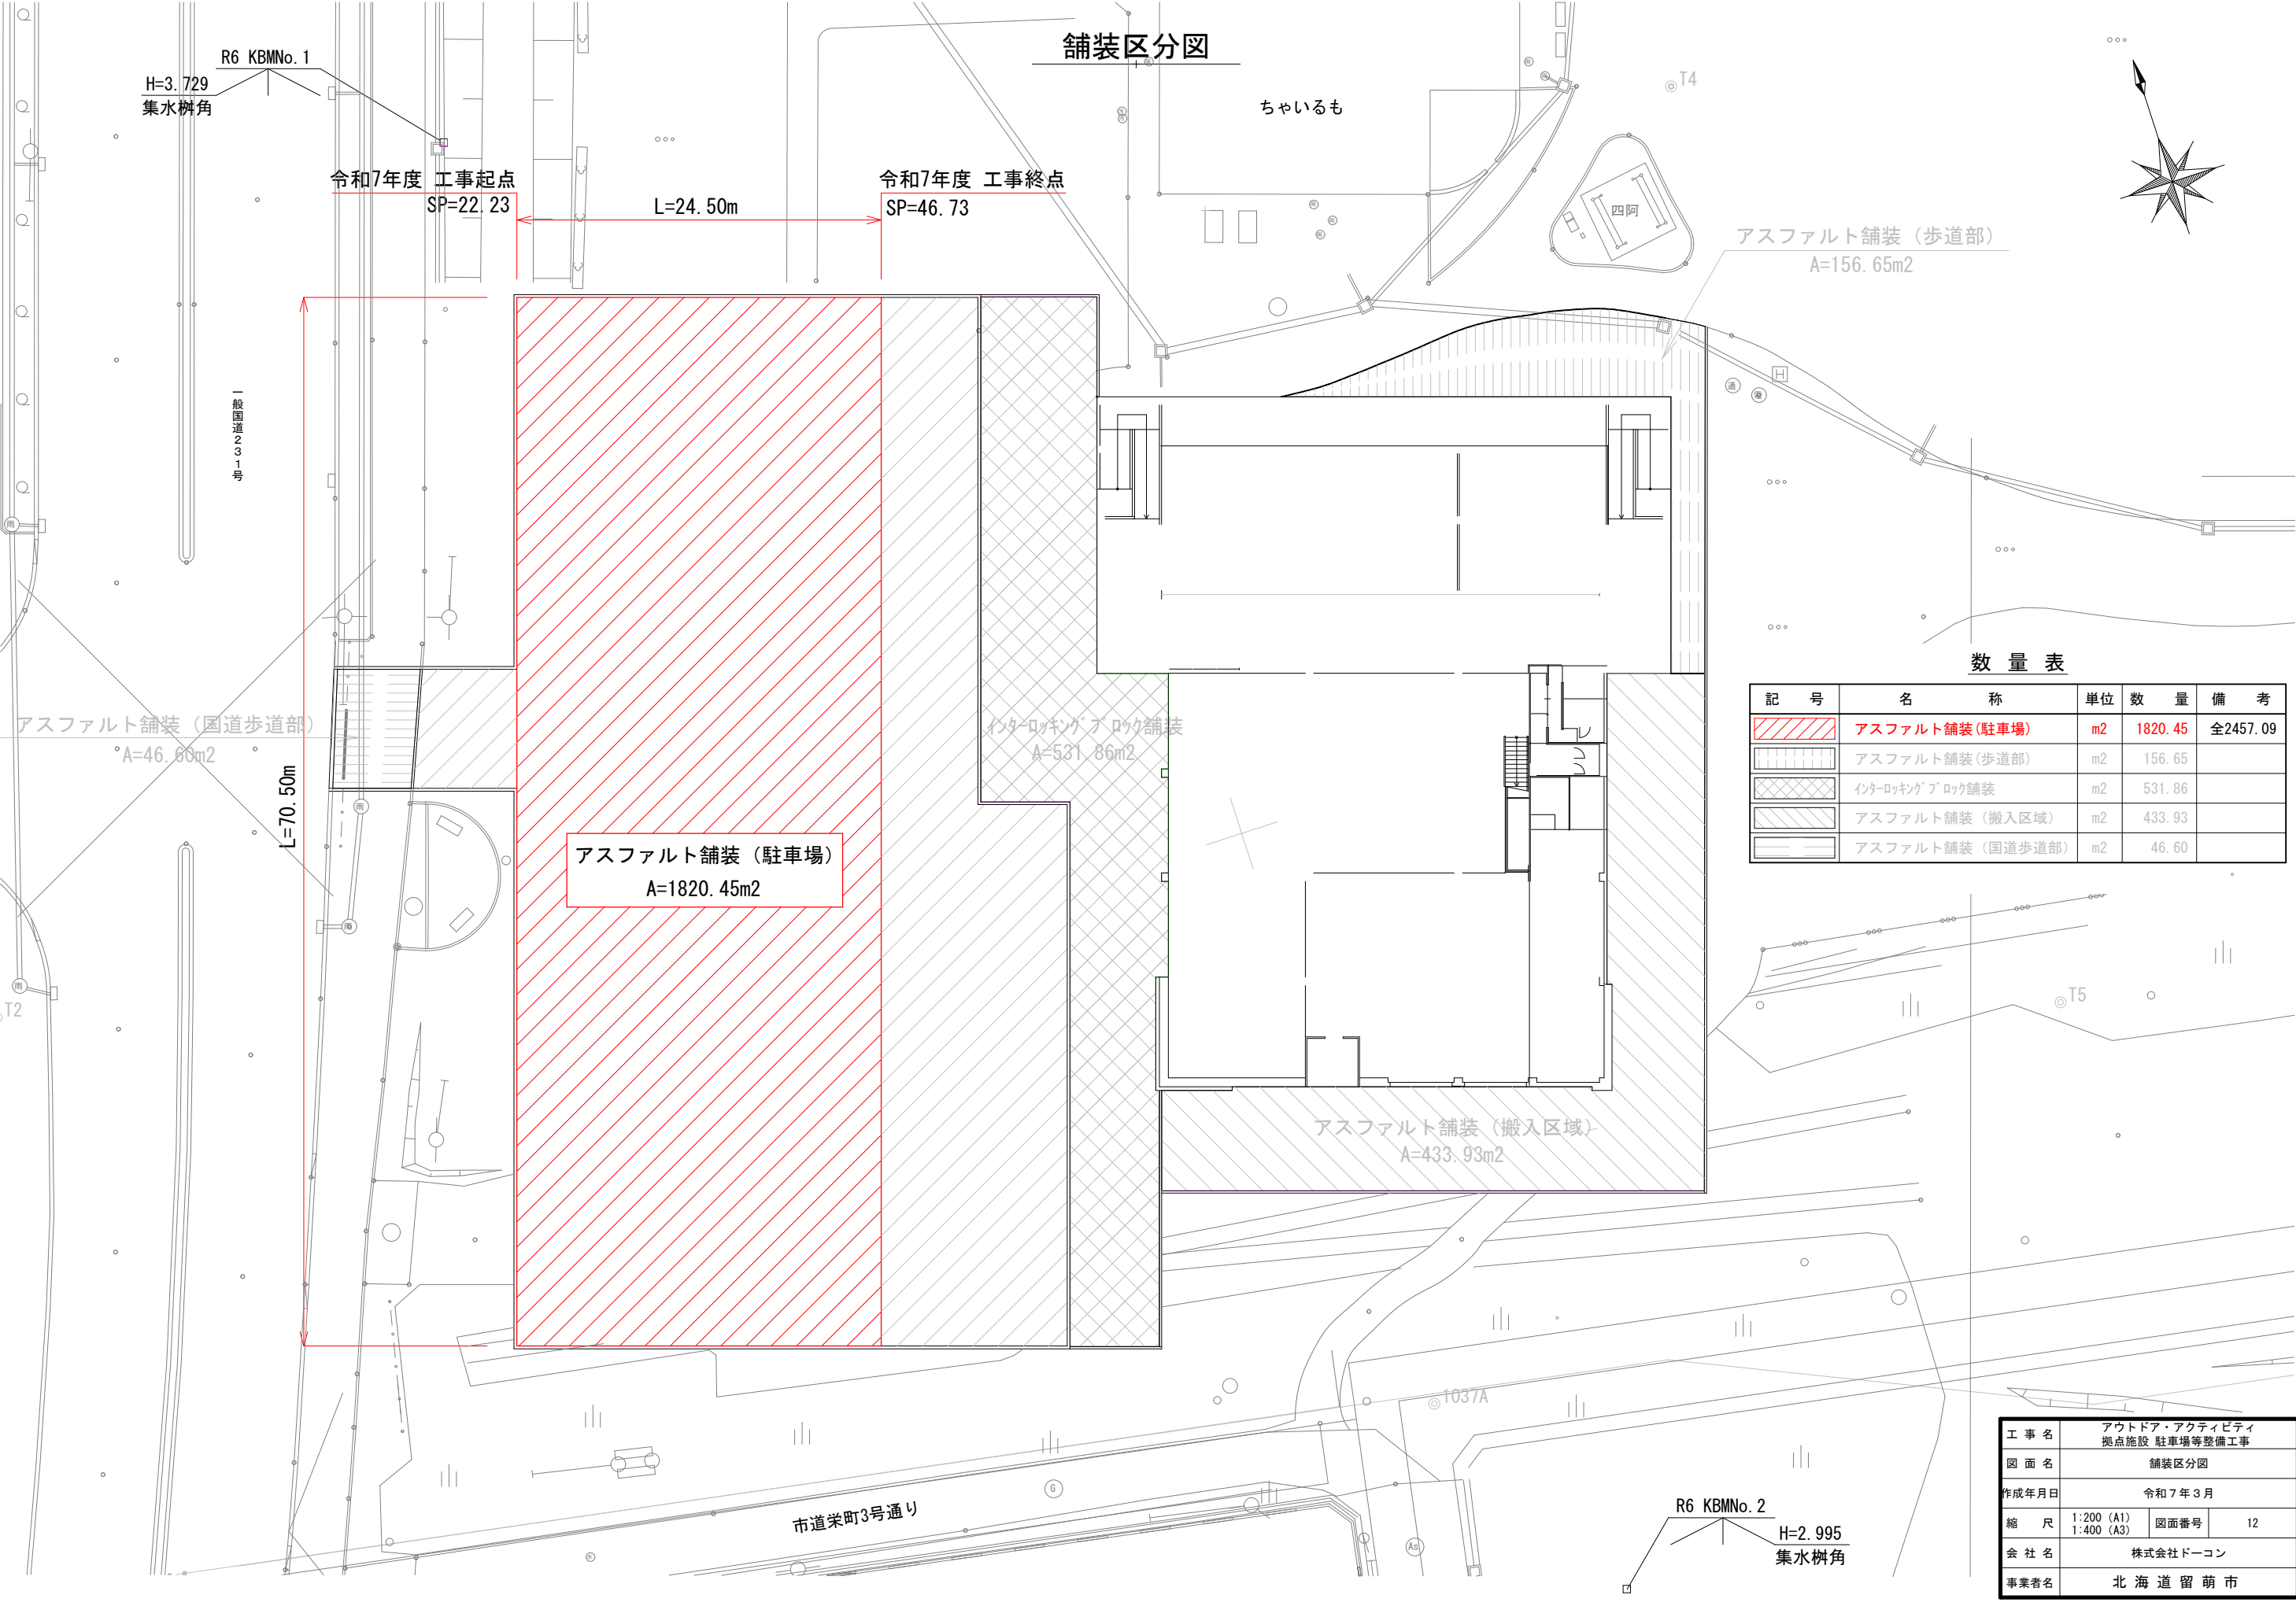 舗装区分図
R6 KBMNo.1
H=3.729
集水桝角
ちゃいるも
T4
令和7年度 工事起点
SP=22.23
L=24.50m
令和7年度 工事終点
SP=46.73
四阿
アスファルト舗装（歩道部）
A=156.65m2
一般国道231号
通
電
H
雨
アスファルト舗装（国道歩道部）
A=46.60m2
インターロッキングブロック舗装
A=531.86m2
L=70.50m
雨
アスファルト舗装（駐車場）
A=1820.45m2
数 量 表
記 号 名 称 単位 数 量 備 考
アスファルト舗装(駐車場) m2 1820.45 全2457.09
アスファルト舗装(歩道部) m2 156.65
インターロッキングブロック舗装 m2 531.86
アスファルト舗装（搬入区域） m2 433.93
アスファルト舗装（国道歩道部） m2 46.60
雨
T2
T5
アスファルト舗装（搬入区域）
A=433.93m2
1037A
G
As
市道栄町3号通り
R6 KBMNo.2
H=2.995
集水桝角
工 事 名 アウトドア・アクティビティ
拠点施設 駐車場等整備工事
図 面 名 舗装区分図
作成年月日 令和７年３月
縮 尺 1:200 (A1)
1:400 (A3) 図面番号 12
会 社 名 株式会社ドーコン
事業者名 北 海 道 留 萌 市